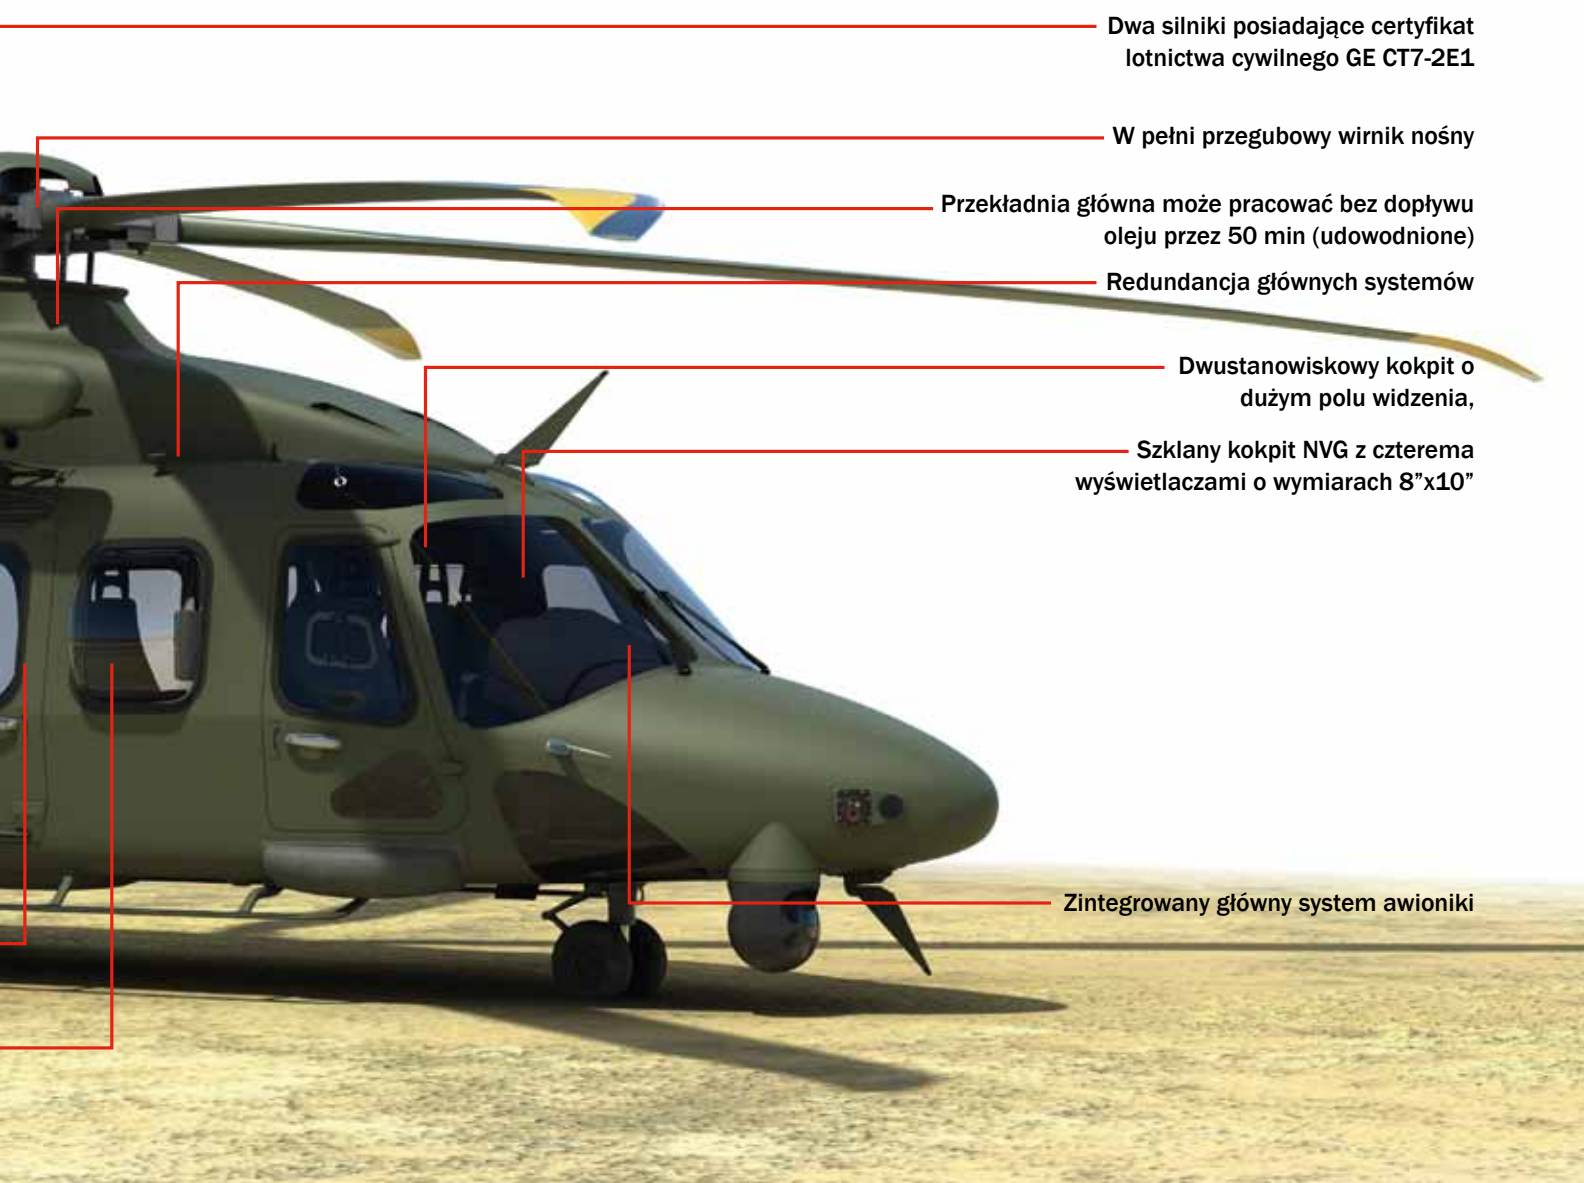 Dwa silniki posiadające certyfikat
lotnictwa cywilnego GE CT7-2E1
W pełni przegubowy wirnik nośny
Przekładnia główna może pracować bez dopływu
oleju przez 50 min (udowodnione)
Redundancja głównych systemów
Dwustanowiskowy kokpit o
dużym polu widzenia,
Szklany kokpit NVG z czterema
wyświetlaczami o wymiarach 8”x10”
Zintegrowany główny system awioniki